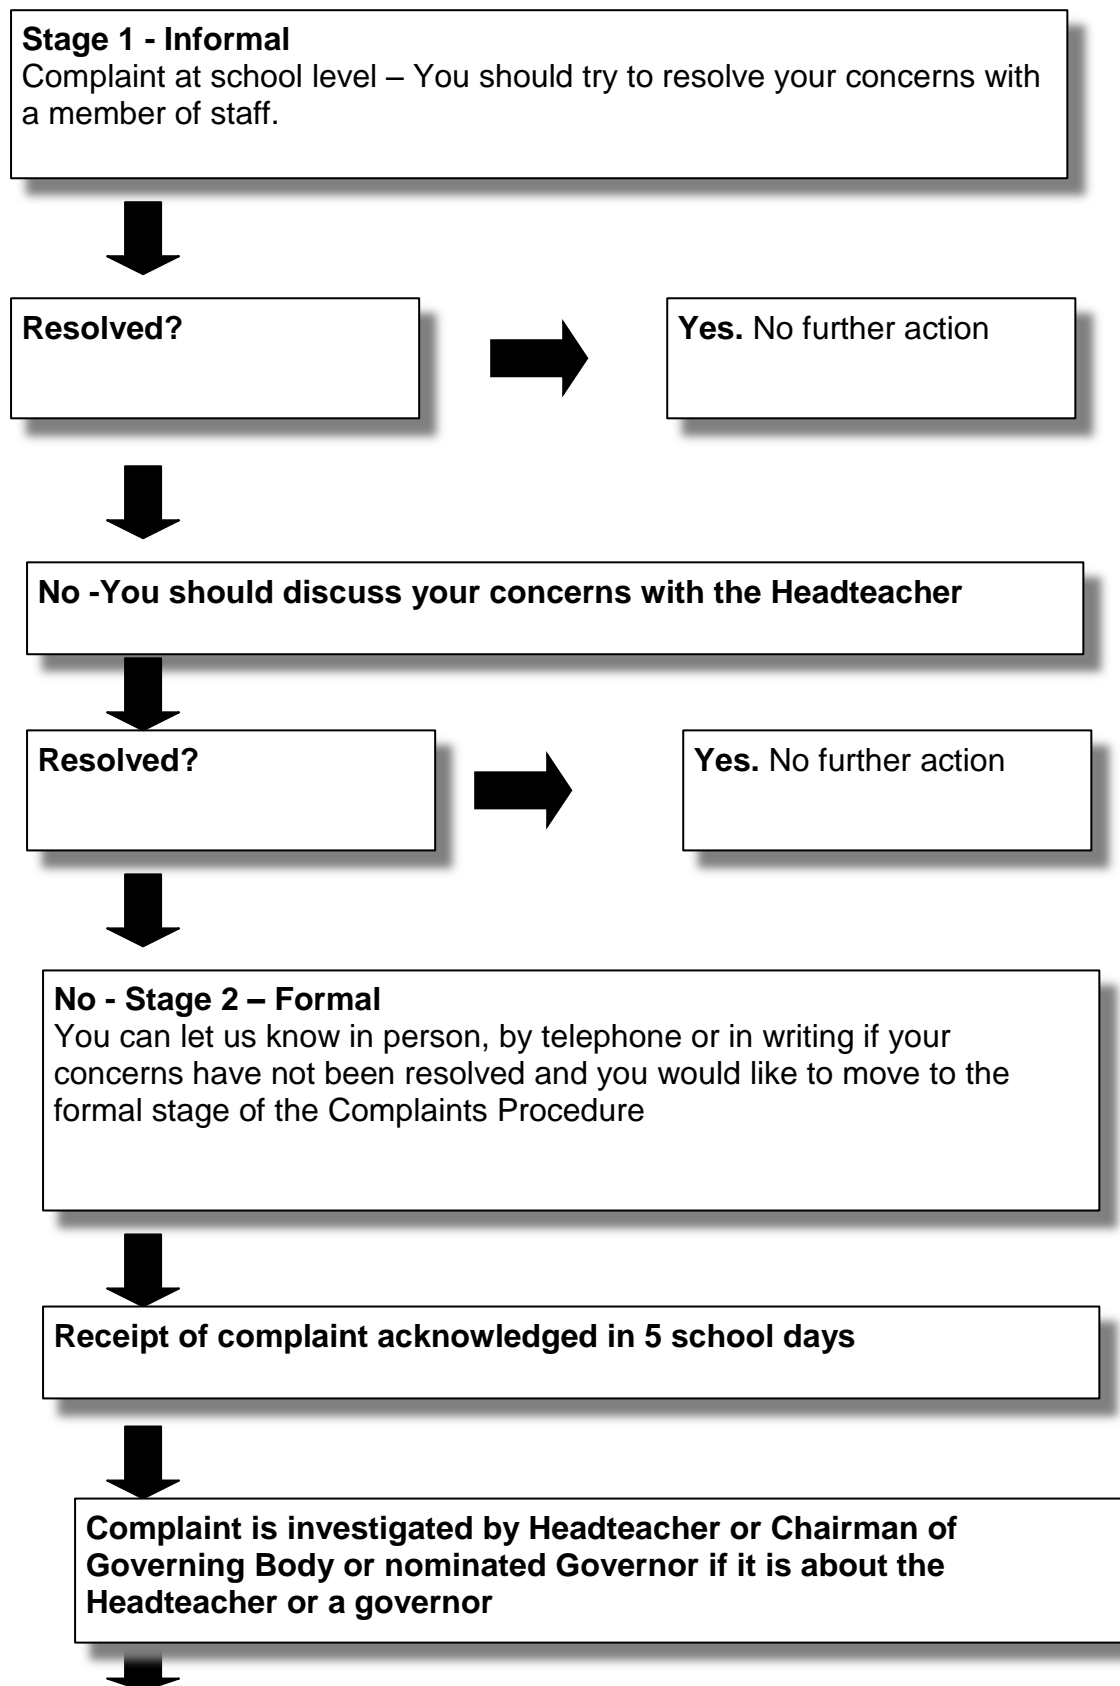 Stage 1 - Informal
Complaint at school level – You should try to resolve your concerns with
a member of staff.
Resolved?
Yes. No further action
No -You should discuss your concerns with the Headteacher
Resolved?
Yes. No further action
No - Stage 2 – Formal
You can let us know in person, by telephone or in writing if your
concerns have not been resolved and you would like to move to the
formal stage of the Complaints Procedure
Receipt of complaint acknowledged in 5 school days
Complaint is investigated by Headteacher or Chairman of
Governing Body or nominated Governor if it is about the
Headteacher or a governor